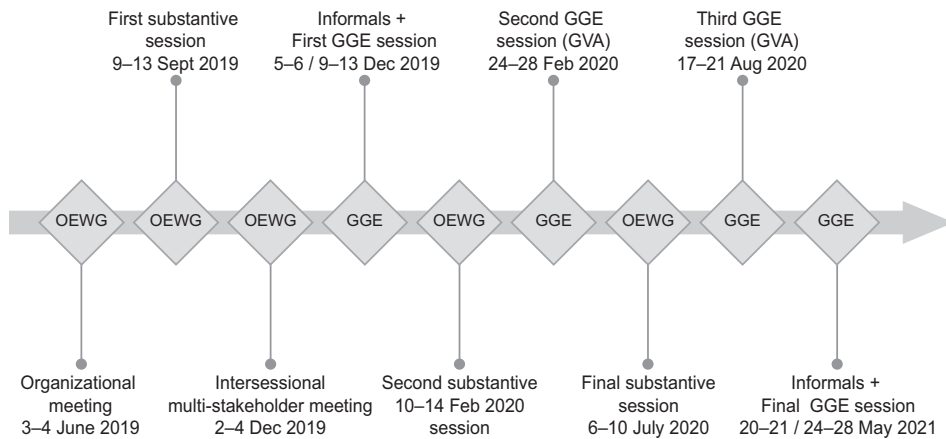 First substantive
session
9–13 Sept 2019
Informals +
First GGE session
5–6 / 9–13 Dec 2019
Second GGE
session (GVA)
24–28 Feb 2020
Third GGE
session (GVA)
17–21 Aug 2020
OEWG
OEWG
OEWG
GGE
OEWG
GGE
OEWG
GGE
GGE
Organizational
meeting
3–4 June 2019
Intersessional
multi-stakeholder meeting
2–4 Dec 2019
Second substantive
10–14 Feb 2020
session
Final substantive
session
6–10 July 2020
Informals +
Final GGE session
20–21 / 24–28 May 2021